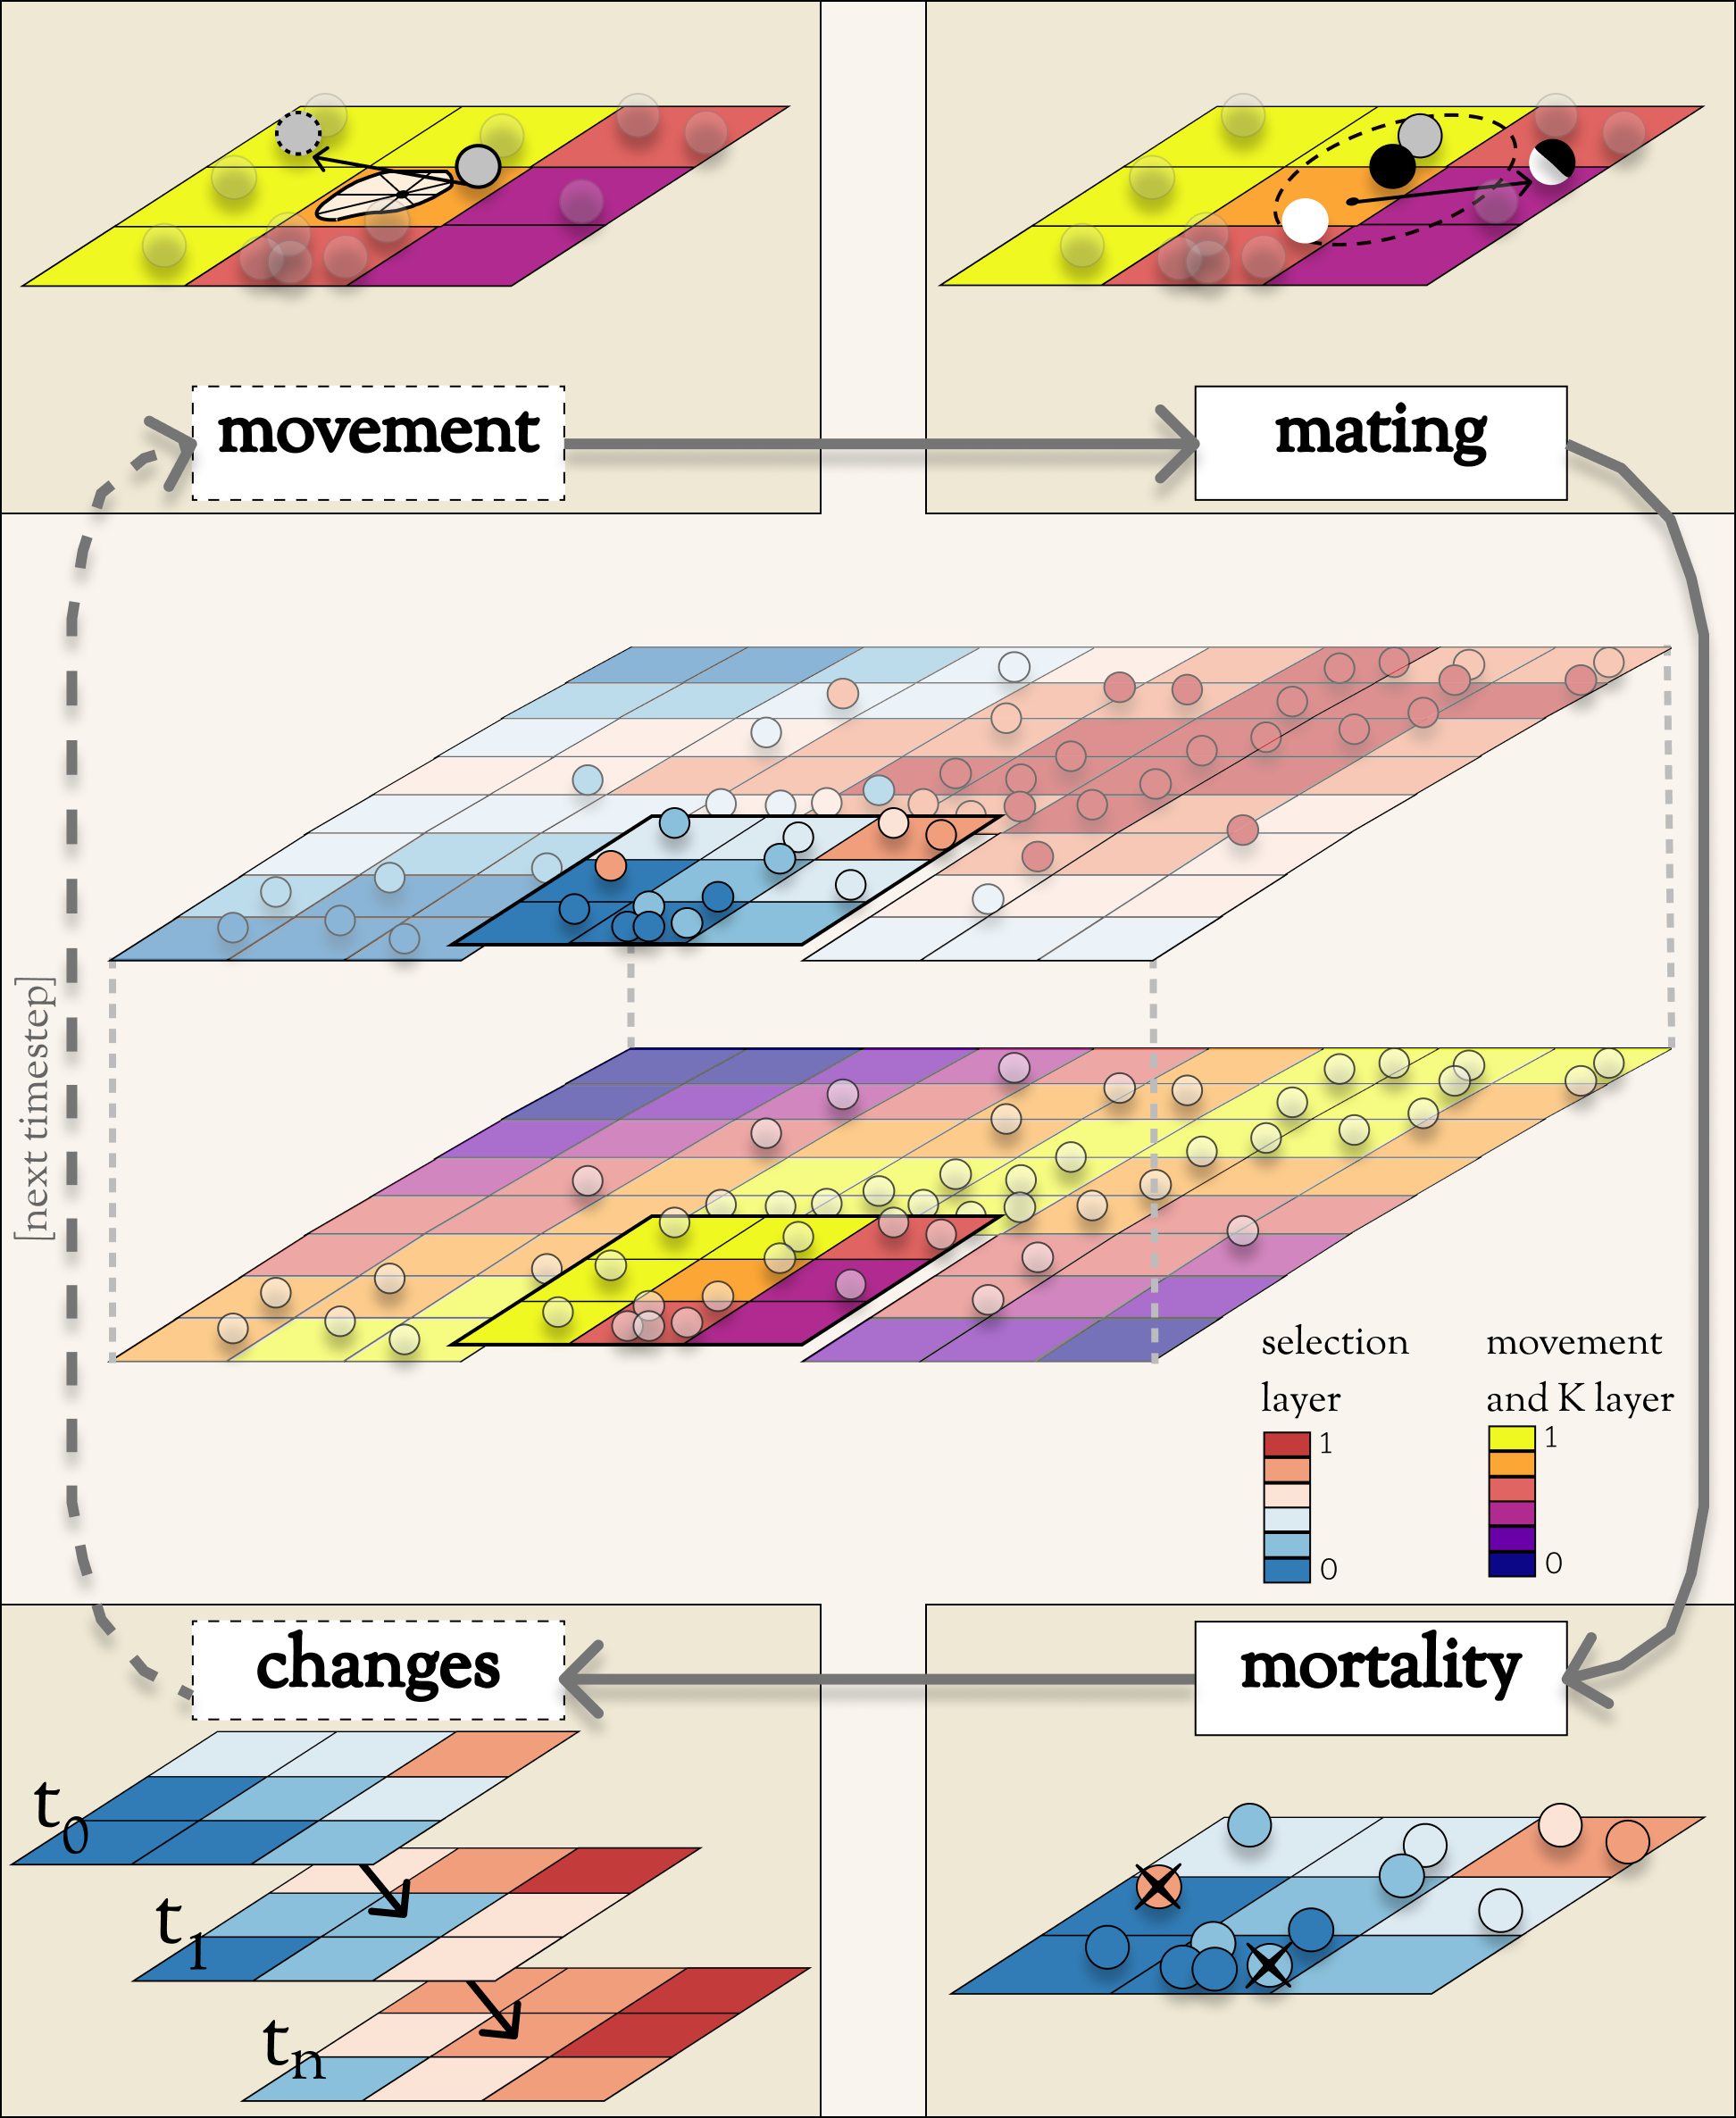 movement
mating
[next timestep]
selection
layer
1
0
movement
and K layer
1
0
changes
mortality
t0
t1
tn